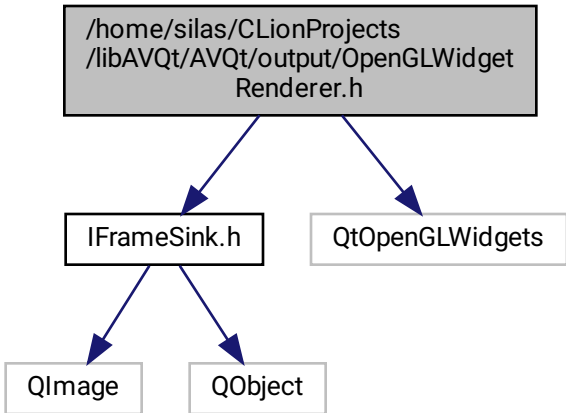 /home/silas/CLionProjects
/libAVQt/AVQt/output/OpenGLWidget
Renderer.h
IFrameSink.h
QtOpenGLWidgets
QImage
QObject